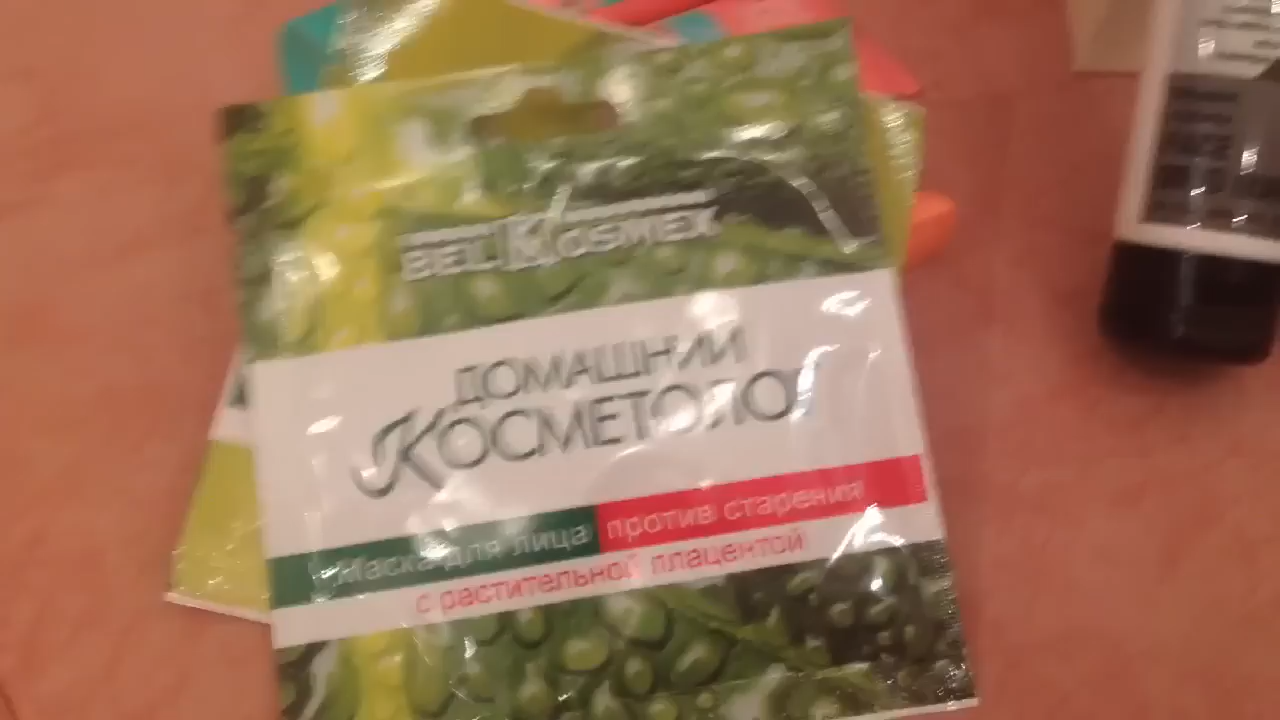 BELKOSMEX
ДОМАШНИЙ
КОСМЕТОЛОГ
Маска для лица против старения
с растительной плацентой